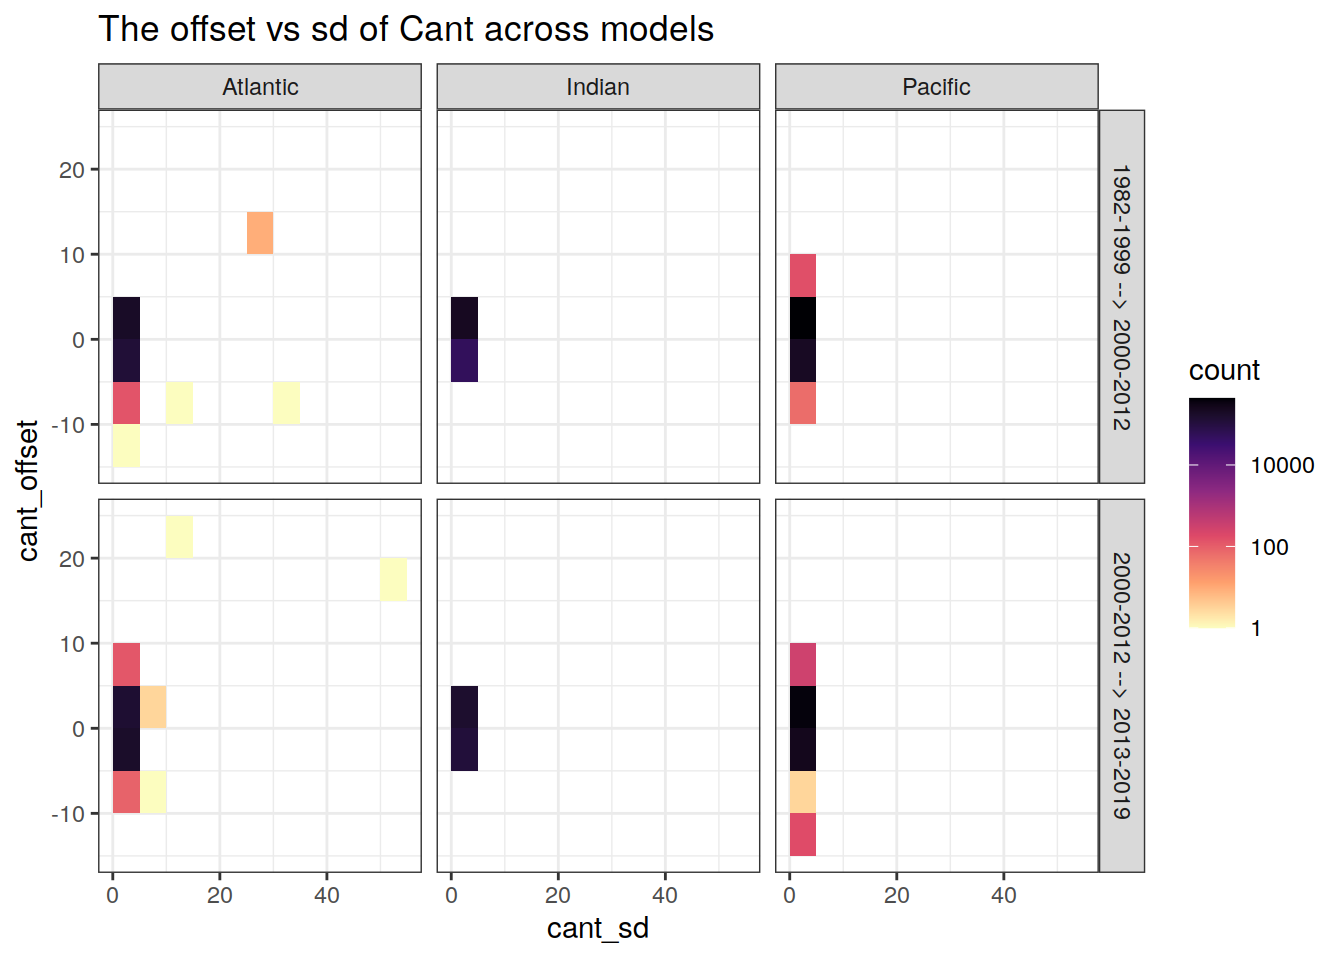 The offset vs sd of Cant across models
Atlantic
Indian
Pacific
1982-1999 --> 2000-2012
2000-2012 --> 2013-2019
cant_offset
20
10
0
-10
20
10
0
-10
0
20
40
0
20
40
0
20
40
cant_sd
count
10000
100
1